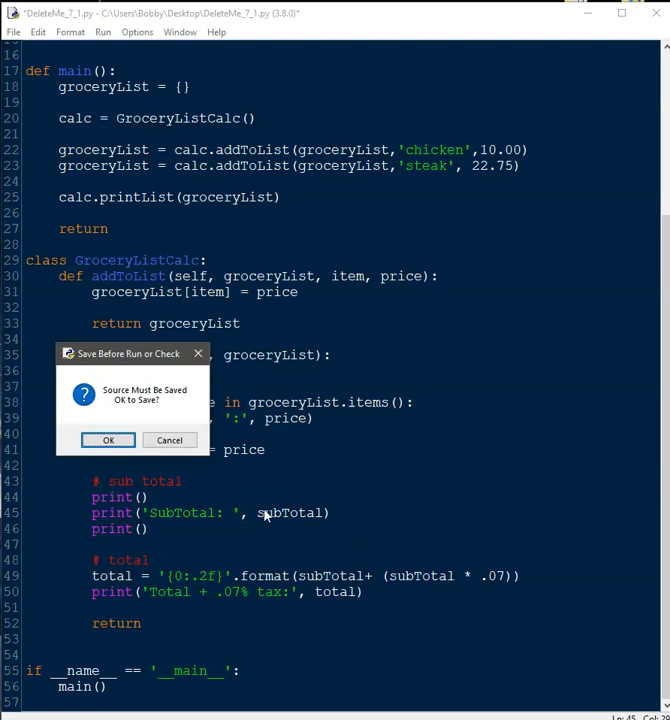 *DeleteMe_7_1.py - C:\Users\Bobby\Desktop\DeleteMe_7_1.py (3.8.0)*
File Edit Format Run Options Window Help
16
17 def main():
18 groceryList = {}
19
20 calc = GroceryListCalc()
21
22 groceryList = calc.addToList(groceryList,'chicken',10.00)
23 groceryList = calc.addToList(groceryList,'steak', 22.75)
24
25 calc.printList(groceryList)
26
27 return
28
29 class GroceryListCalc:
30 def addToList(self, groceryList, item, price):
31 groceryList[item] = price
32
33 return groceryList
34
35 , groceryList):
Save Before Run or Check
36
37
Source Must Be Saved
OK to Save?
38 e in groceryList.items():
39 , ':', price)
40
OK Cancel
41 = price
42
43 # sub total
44 print()
45 print('SubTotal: ', subTotal)
46 print()
47
48 # total
49 total = '{0:.2f}'.format(subTotal+ (subTotal * .07))
50 print('Total + .07% tax:', total)
51
52 return
53
54
55 if __name__ == '__main__':
56 main()
57